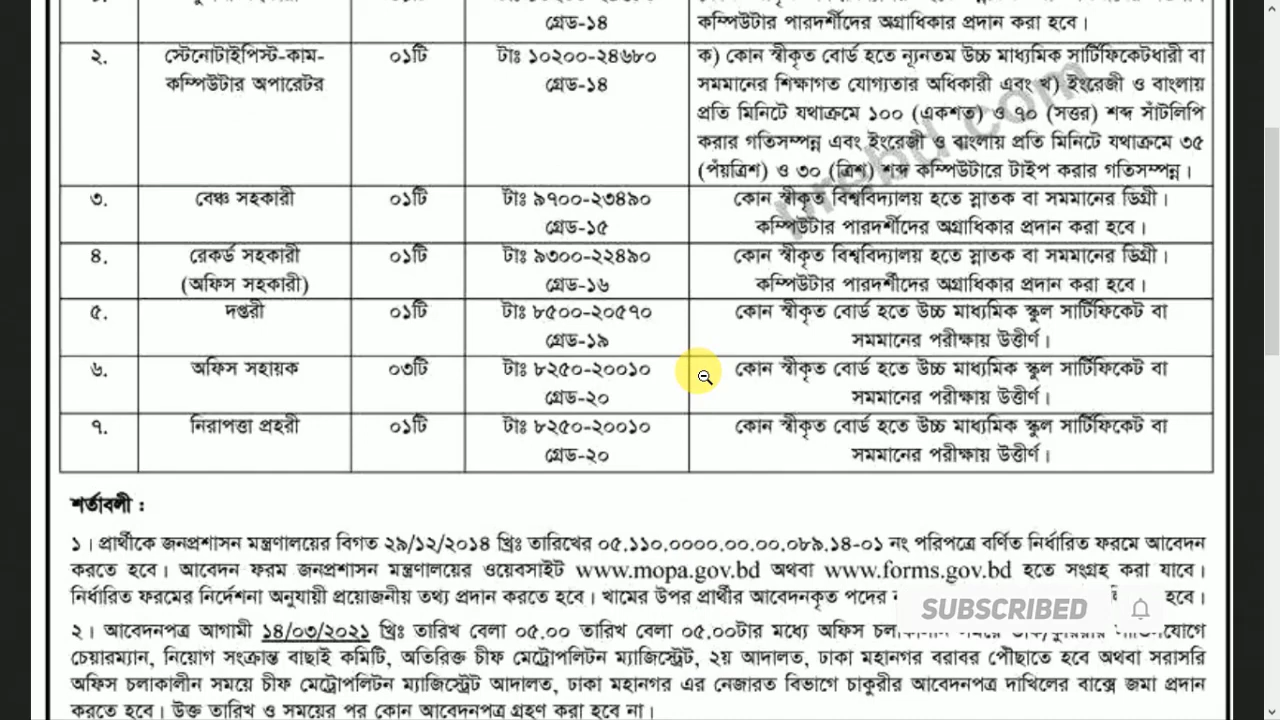 গ্রেড-১৪
কম্পিউটার পারদর্শীদের অগ্রাধিকার প্রদান করা হবে।
২. স্টেনোটাইপিস্ট-কাম- ০১টি টাঃ ১০২০০-২৪৬৮০ ক) কোন স্বীকৃত বোর্ড হতে ন্যূনতম উচ্চ মাধ্যমিক সার্টিফিকেটধারী বা
কম্পিউটার অপারেটর গ্রেড-১৪ সমমানের শিক্ষাগত যোগ্যতার অধিকারী এবং খ) ইংরেজী ও বাংলায়
প্রতি মিনিটে যথাক্রমে ১০০ (একশত) ও ৭০ (সত্তর) শব্দ সাঁটলিপি
করার গতিসম্পন্ন এবং ইংরেজী ও বাংলায় প্রতি মিনিটে যথাক্রমে ৩৫
(পঁয়ত্রিশ) ও ৩০ (ত্রিশ) শব্দ কম্পিউটারে টাইপ করার গতিসম্পন্ন।
৩. বেঞ্চ সহকারী ০১টি টাঃ ৯৭০০-২৩৪৯০ কোন স্বীকৃত বিশ্ববিদ্যালয় হতে স্নাতক বা সমমানের ডিগ্রী।
গ্রেড-১৫ কম্পিউটার পারদর্শীদের অগ্রাধিকার প্রদান করা হবে।
৪. রেকর্ড সহকারী ০১টি টাঃ ৯৩০০-২২৪৯০ কোন স্বীকৃত বিশ্ববিদ্যালয় হতে স্নাতক বা সমমানের ডিগ্রী।
(অফিস সহকারী) গ্রেড-১৬ কম্পিউটার পারদর্শীদের অগ্রাধিকার প্রদান করা হবে।
৫. দপ্তরী ০১টি টাঃ ৮৫০০-২০৫৭০ কোন স্বীকৃত বোর্ড হতে উচ্চ মাধ্যমিক স্কুল সার্টিফিকেট বা
গ্রেড-১৯ সমমানের পরীক্ষায় উত্তীর্ণ।
৬. অফিস সহায়ক ০৩টি টাঃ ৮২৫০-২০০১০ কোন স্বীকৃত বোর্ড হতে উচ্চ মাধ্যমিক স্কুল সার্টিফিকেট বা
গ্রেড-২০ সমমানের পরীক্ষায় উত্তীর্ণ।
৭. নিরাপত্তা প্রহরী ০১টি টাঃ ৮২৫০-২০০১০ কোন স্বীকৃত বোর্ড হতে উচ্চ মাধ্যমিক স্কুল সার্টিফিকেট বা
গ্রেড-২০ সমমানের পরীক্ষায় উত্তীর্ণ।
শর্তাবলী :
১। প্রার্থীকে জনপ্রশাসন মন্ত্রণালয়ের বিগত ২৯/১২/২০১৪ খ্রিঃ তারিখের ০৫.১১০.০০০০.০০.০০.০৮৯.১৪-০১ নং পরিপত্রে বর্ণিত নির্ধারিত ফরমে আবেদন
করতে হবে। আবেদন ফরম জনপ্রশাসন মন্ত্রণালয়ের ওয়েবসাইট www.mopa.gov.bd অথবা www.forms.gov.bd হতে সংগ্রহ করা যাবে।
নির্ধারিত ফরমের নির্দেশনা অনুযায়ী প্রয়োজনীয় তথ্য প্রদান করতে হবে। খামের উপর প্রার্থীর আবেদনকৃত পদের হবে।
SUBSCRIBED
২। আবেদনপত্র আগামী ১৪/০৩/২০২১ খ্রিঃ তারিখ বেলা ০৫.০০ তারিখ বেলা ০৫.০০টার মধ্যে অফিস
চেয়ারম্যান, নিয়োগ সংক্রান্ত বাছাই কমিটি, অতিরিক্ত চীফ মেট্রোপলিটন ম্যাজিস্ট্রেট, ২য় আদালত, ঢাকা মহানগর বরাবর পৌঁছাতে হবে অথবা সরাসরি
অফিস চলাকালীন সময়ে চীফ মেট্রোপলিটন ম্যাজিস্ট্রেট আদালত, ঢাকা মহানগর এর নেজারত বিভাগে চাকুরীর আবেদনপত্র দাখিলের বাক্সে জমা প্রদান
করতে হবে। উক্ত তারিখ ও সময়ের পর কোন আবেদনপত্র গ্রহণ করা হবে না।